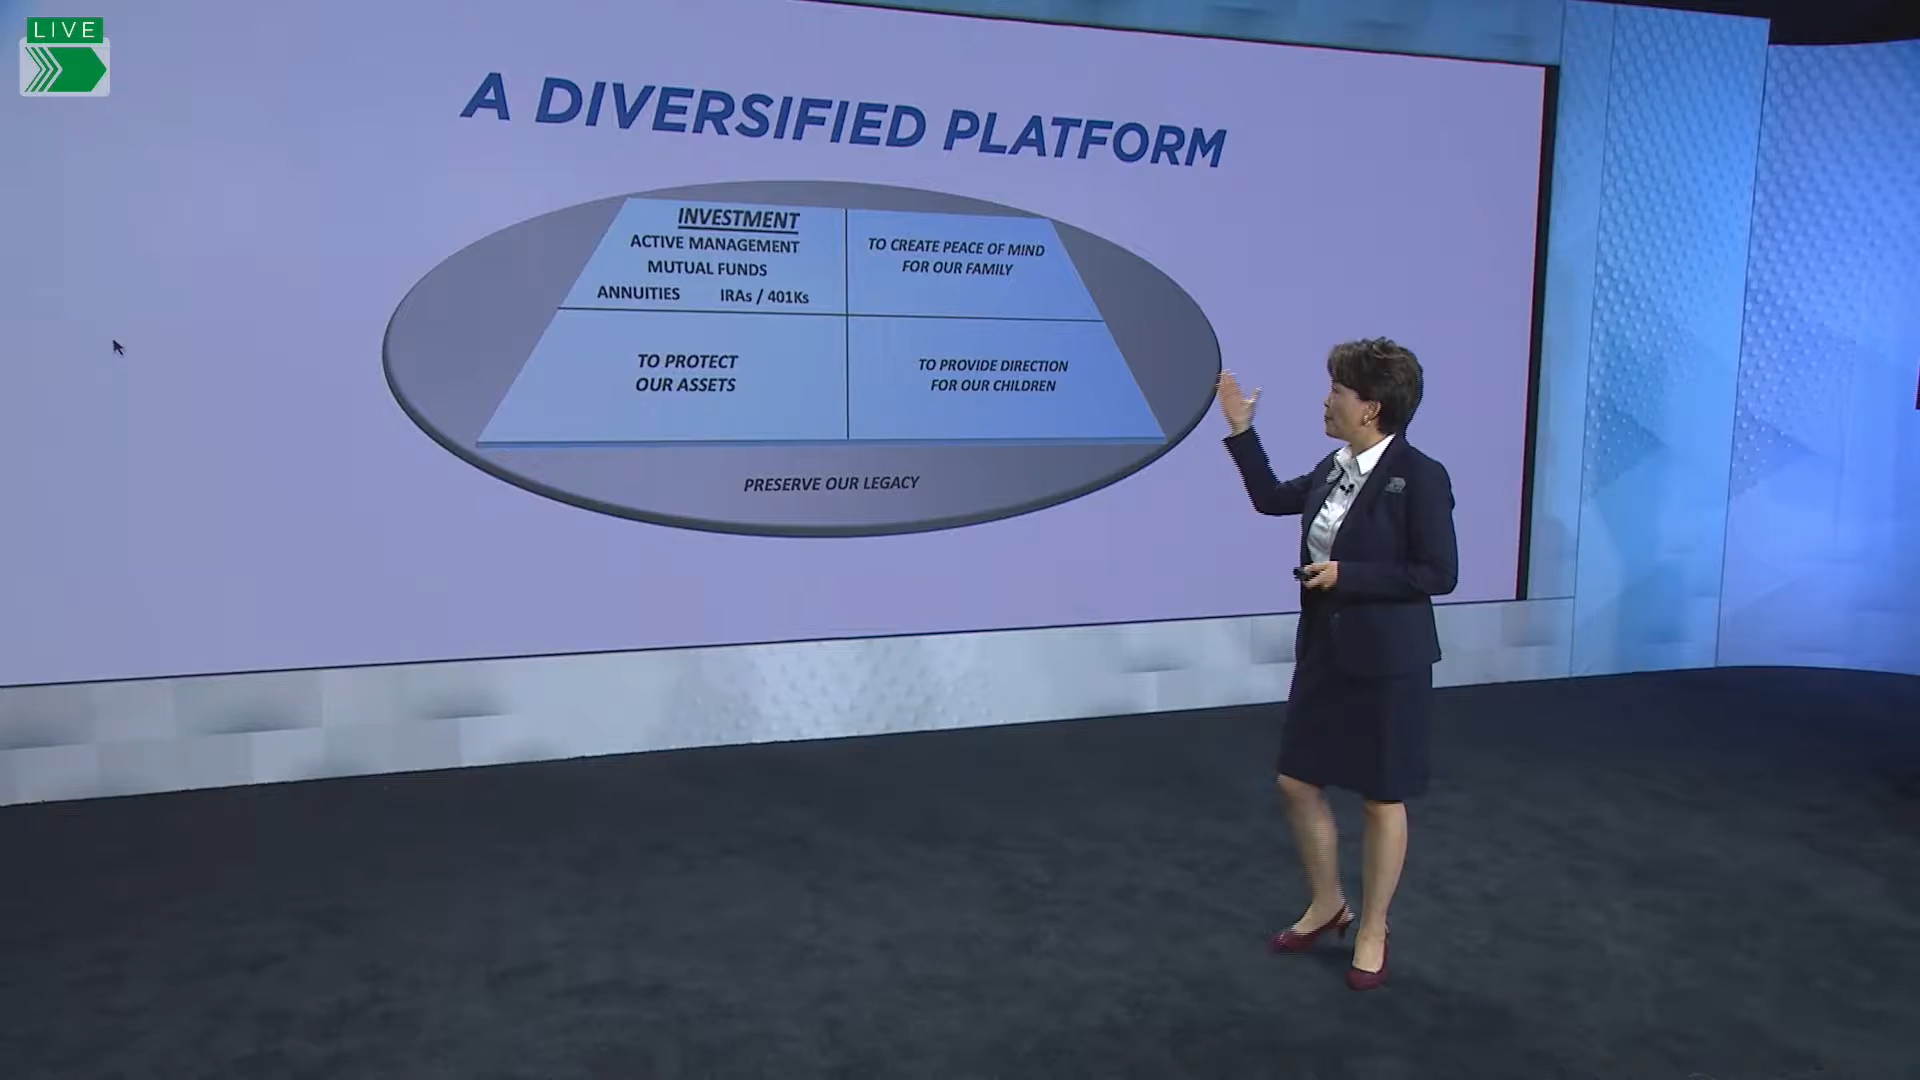 LIVE
A DIVERSIFIED PLATFORM
INVESTMENT
ACTIVE MANAGEMENT
MUTUAL FUNDS
ANNUITIES IRAs / 401Ks
TO CREATE PEACE OF MIND
FOR OUR FAMILY
TO PROTECT
OUR ASSETS
TO PROVIDE DIRECTION
FOR OUR CHILDREN
PRESERVE OUR LEGACY